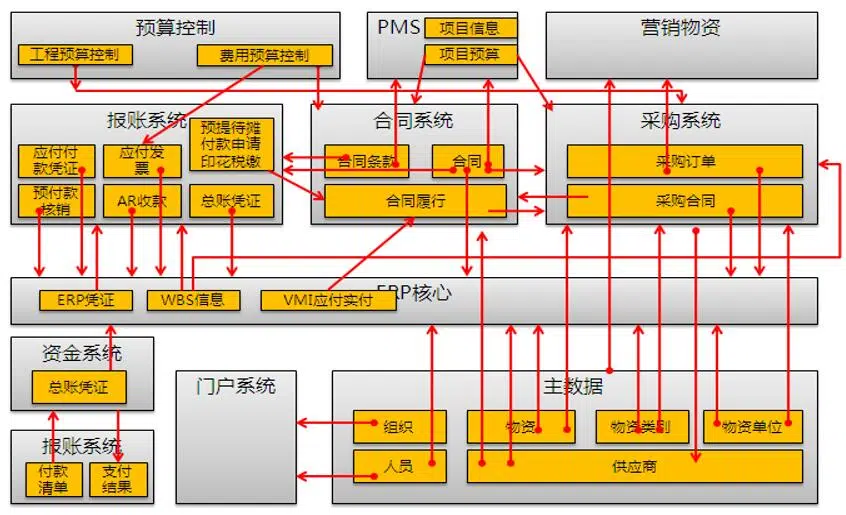 预算控制
工程预算控制
费用预算控制
PMS
项目信息
项目预算
营销物资
报账系统
预提待摊
付款申请
印花税缴
应付付
款凭证
应付发
票
预付款
核销
AR收款
总账凭证
合同系统
合同条款
合同
合同履行
采购系统
采购订单
采购合同
ERP核心
ERP凭证
WBS信息
VMI应付实付
资金系统
总账凭证
报账系统
付款
清单
支付
结果
门户系统
主数据
组织
物资
物资类别
物资单位
人员
供应商